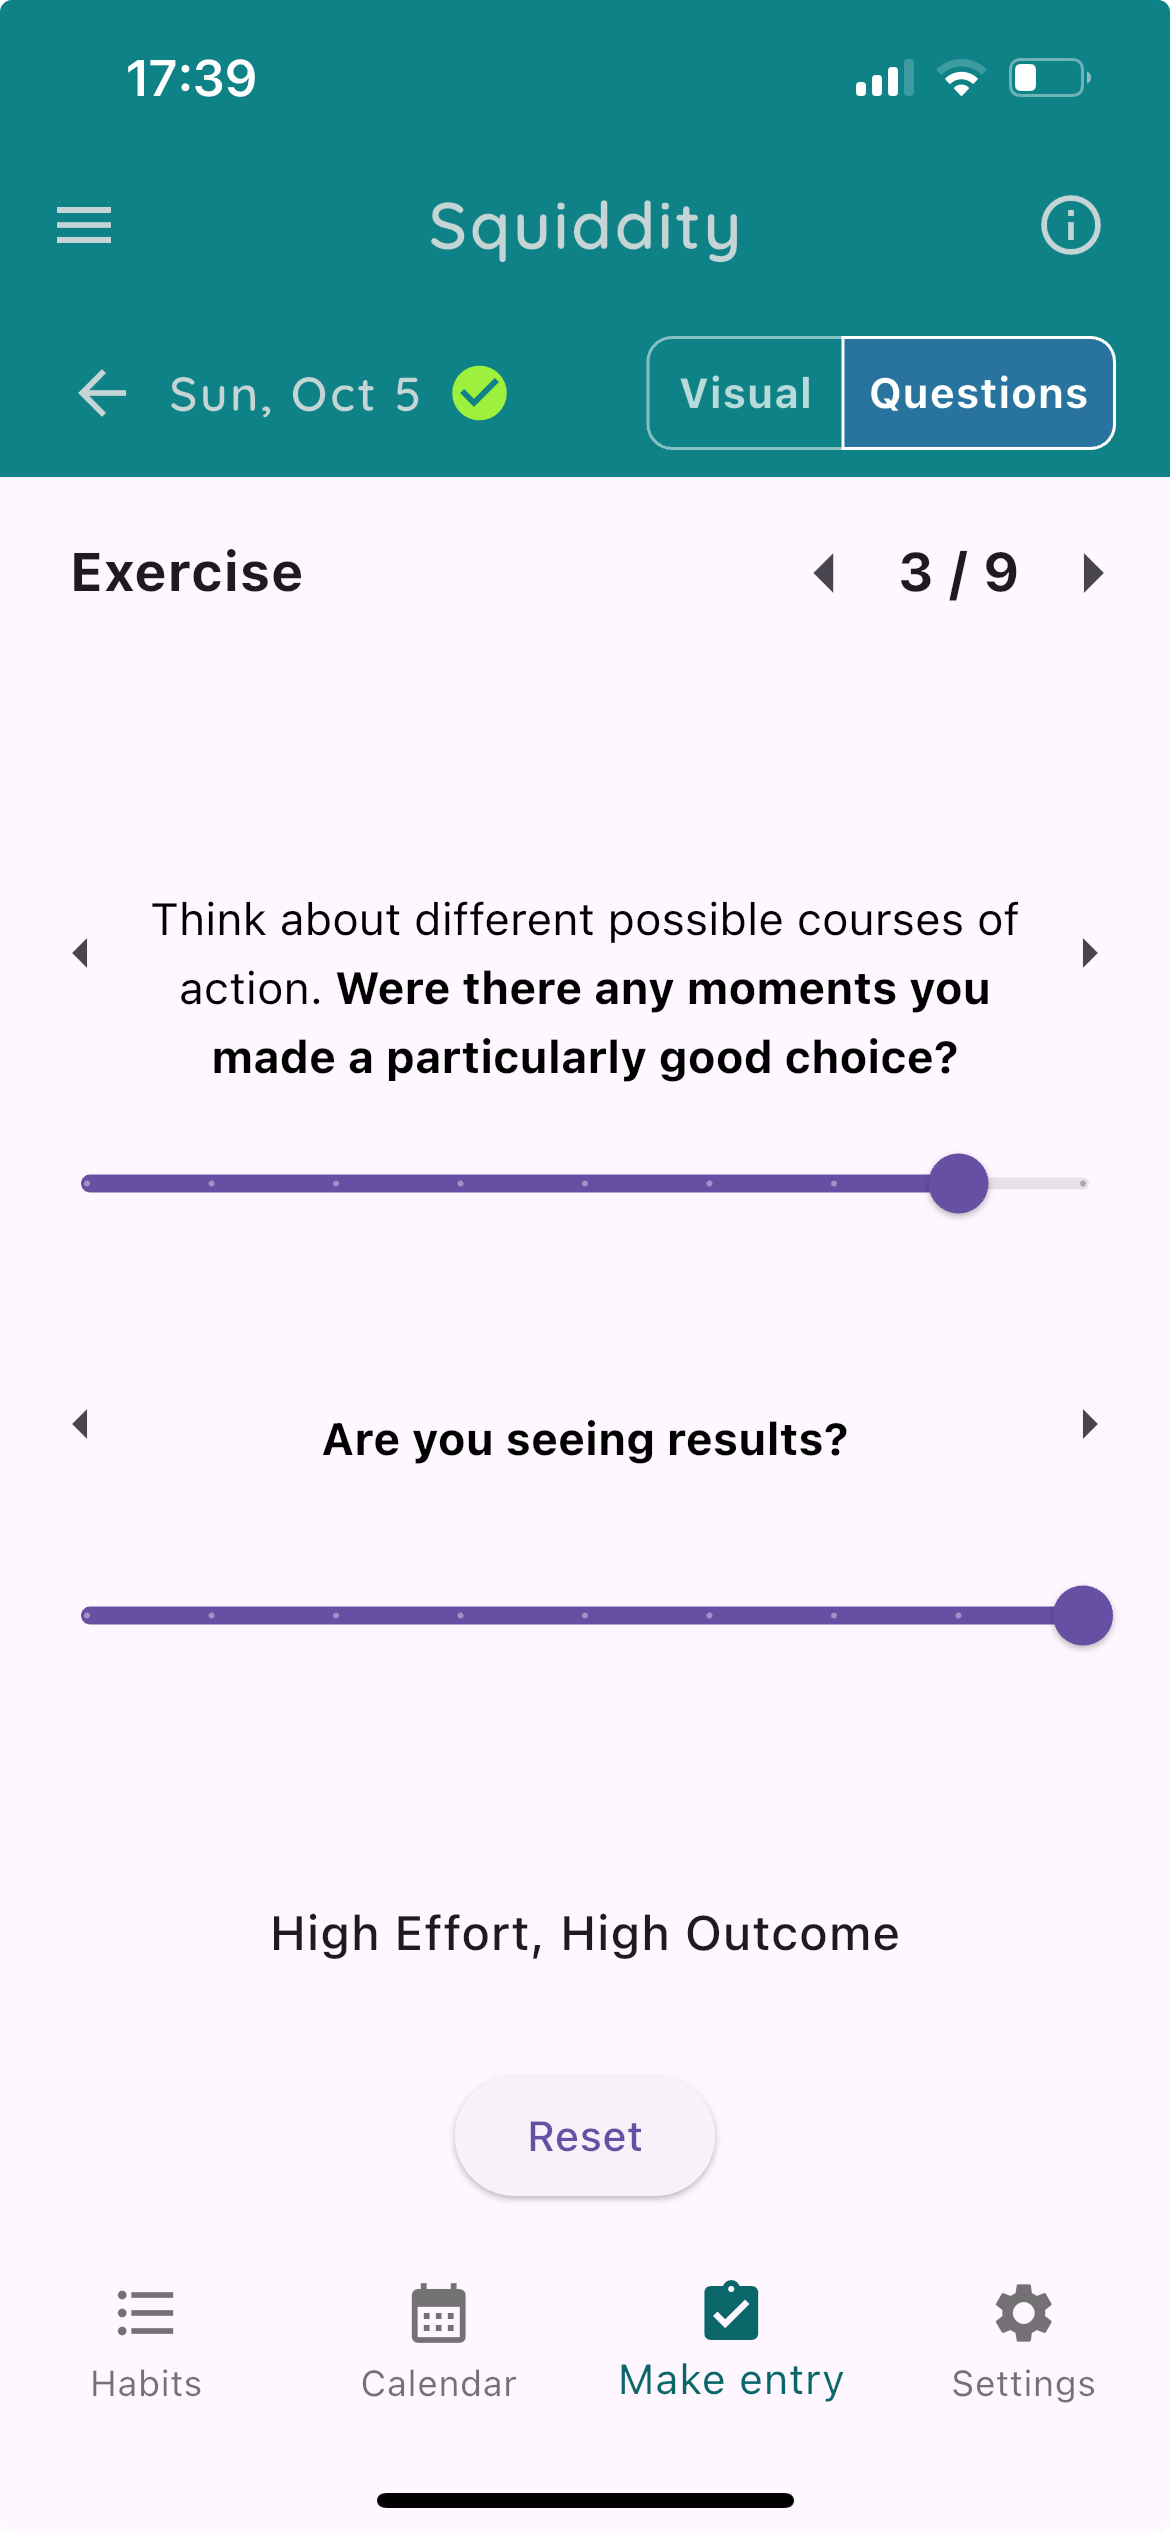 17:39
Squiddity
Sun, Oct 5
Visual
Questions
Exercise
3 / 9
Think about different possible courses of
action. Were there any moments you
made a particularly good choice?
Are you seeing results?
High Effort, High Outcome
Reset
Habits
Calendar
Make entry
Settings